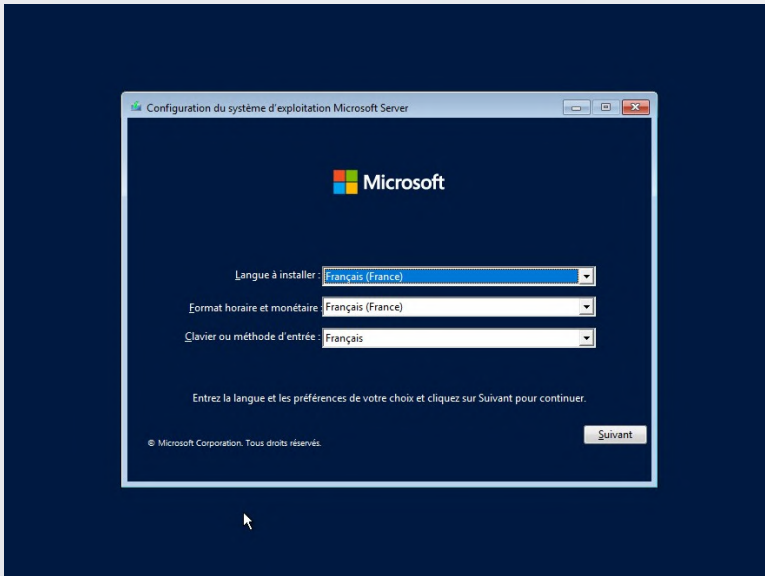 Configuration du système d'exploitation Microsoft Server
Microsoft
Langue à installer : Français (France)
Format horaire et monétaire : Français (France)
Clavier ou méthode d'entrée : Français
Entrez la langue et les préférences de votre choix et cliquez sur Suivant pour continuer.
Suivant
© Microsoft Corporation. Tous droits réservés.